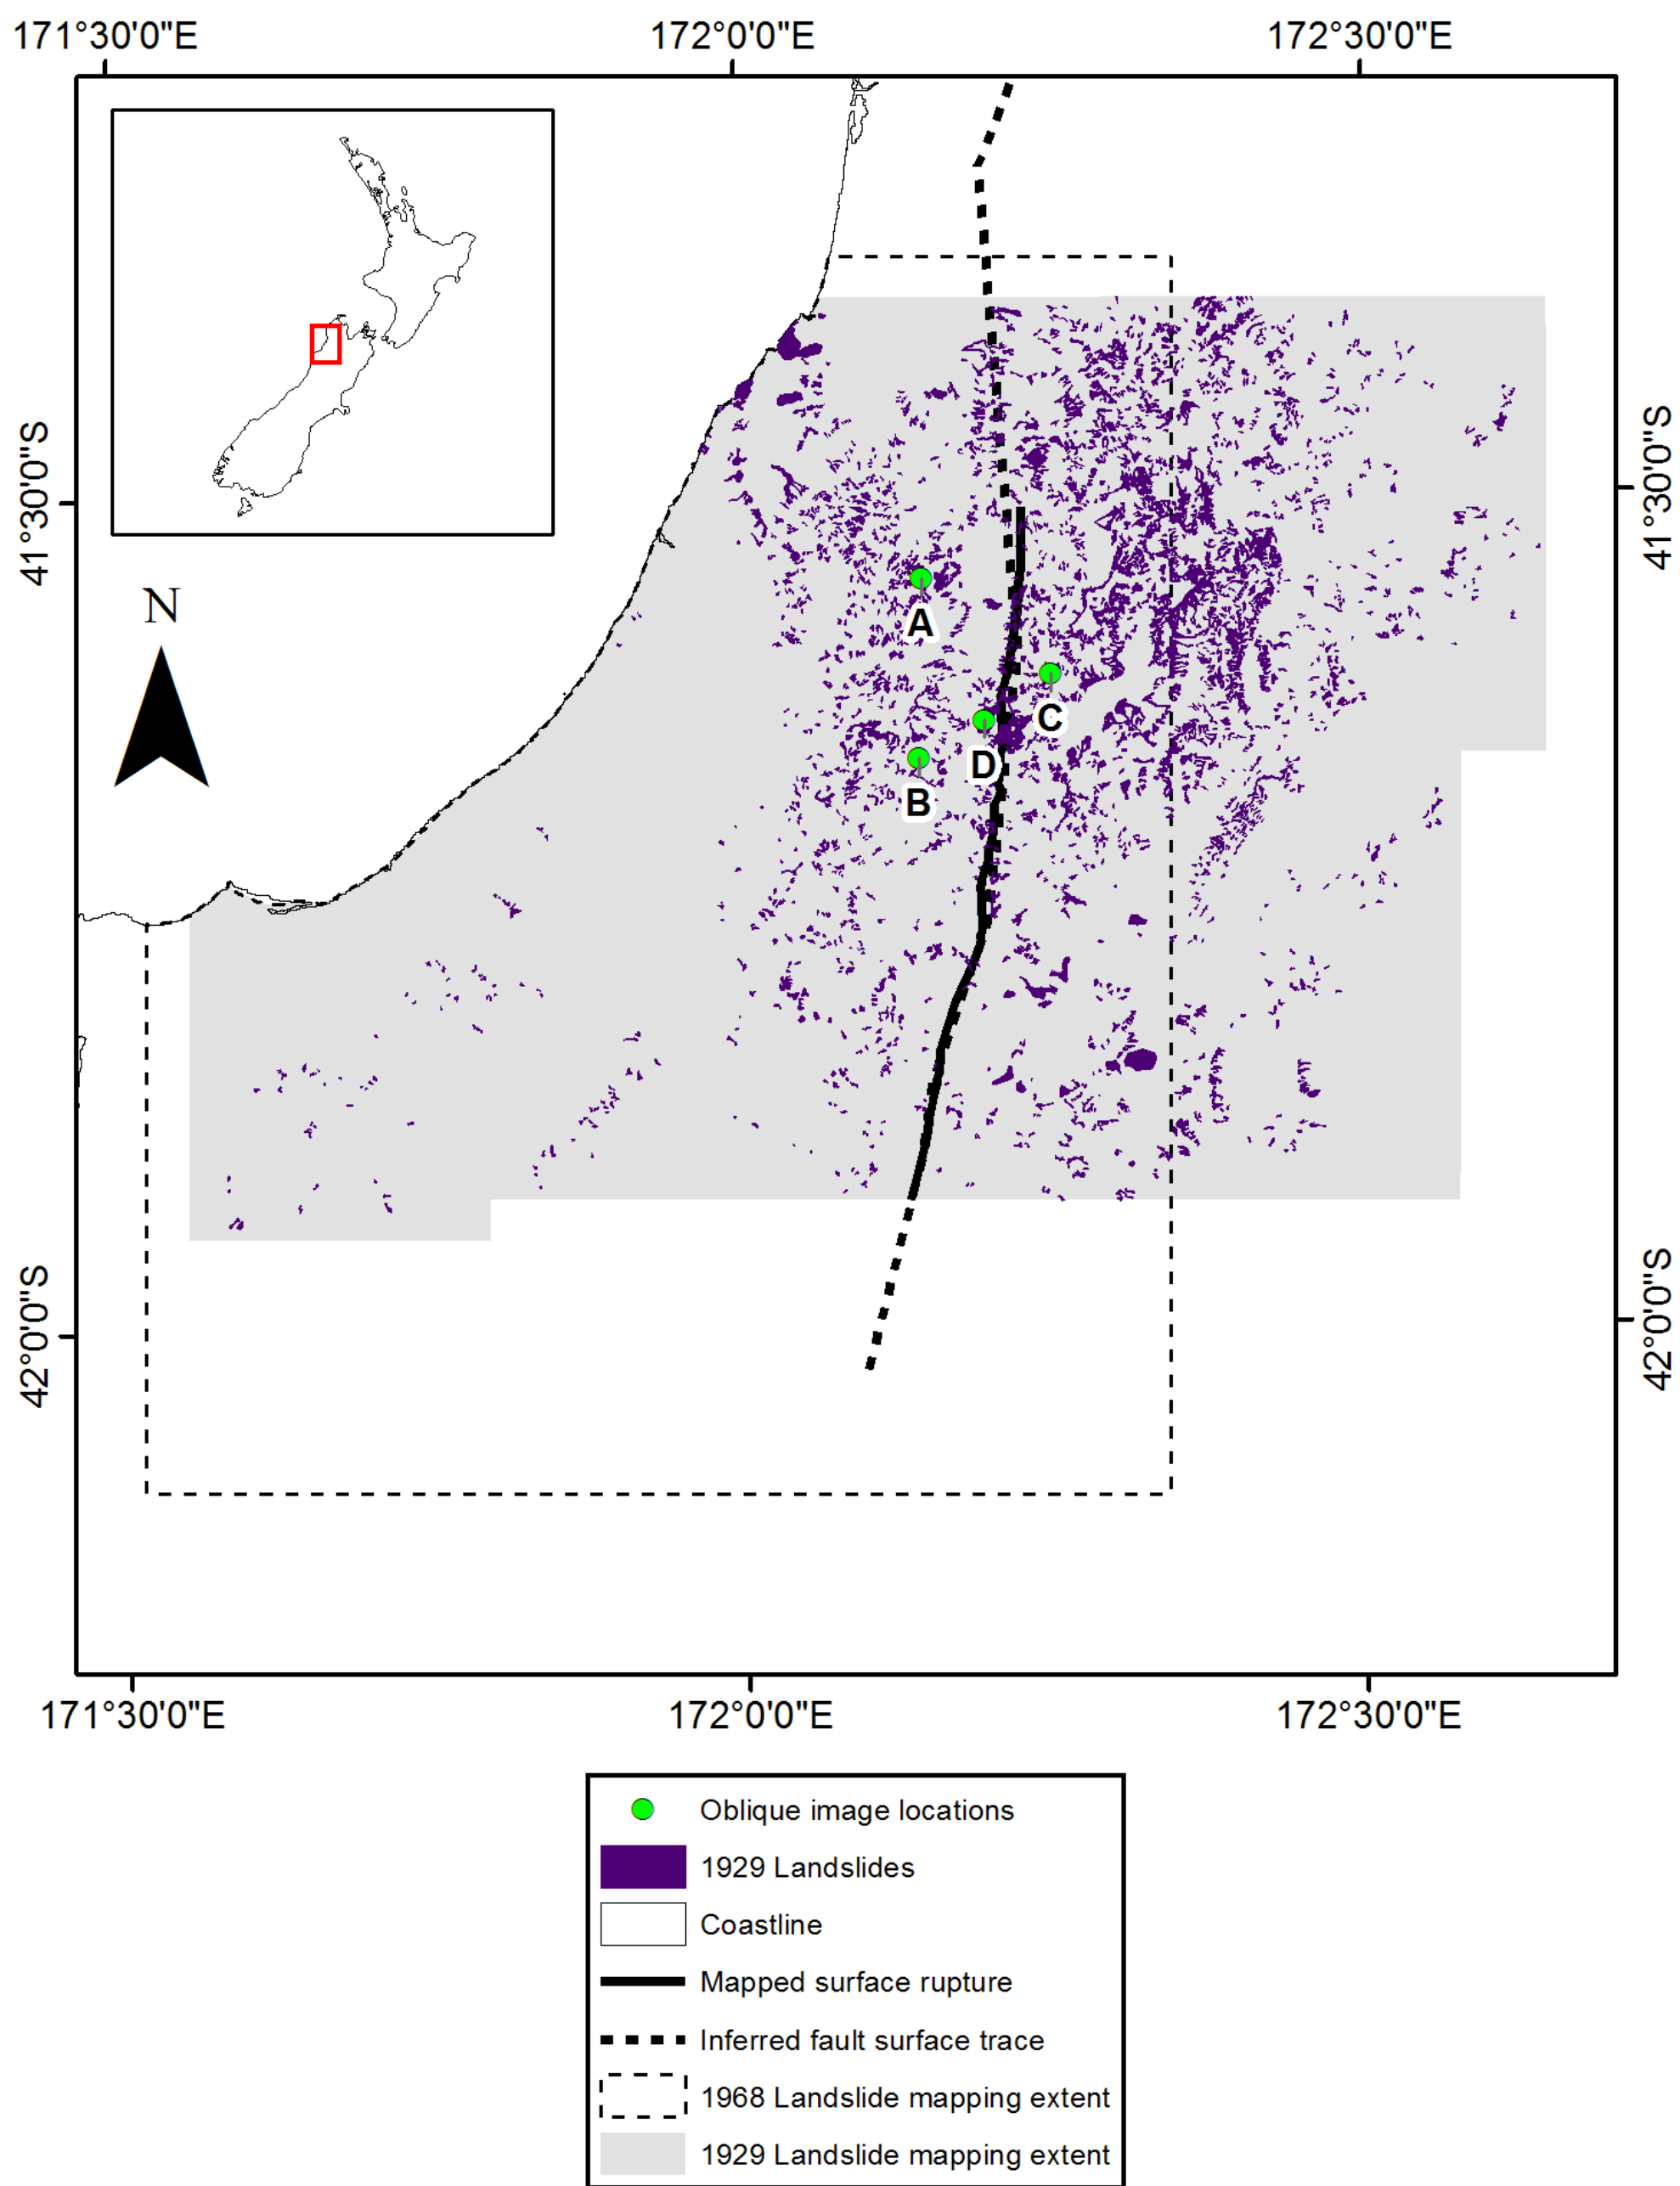 171°30'0"E 172°0'0"E 172°30'0"E
41°30'0"S
41°30'0"S
N
A
C
D
B
42°0'0"S
42°0'0"S
171°30'0"E 172°0'0"E 172°30'0"E
Oblique image locations
1929 Landslides
Coastline
Mapped surface rupture
Inferred fault surface trace
1968 Landslide mapping extent
1929 Landslide mapping extent